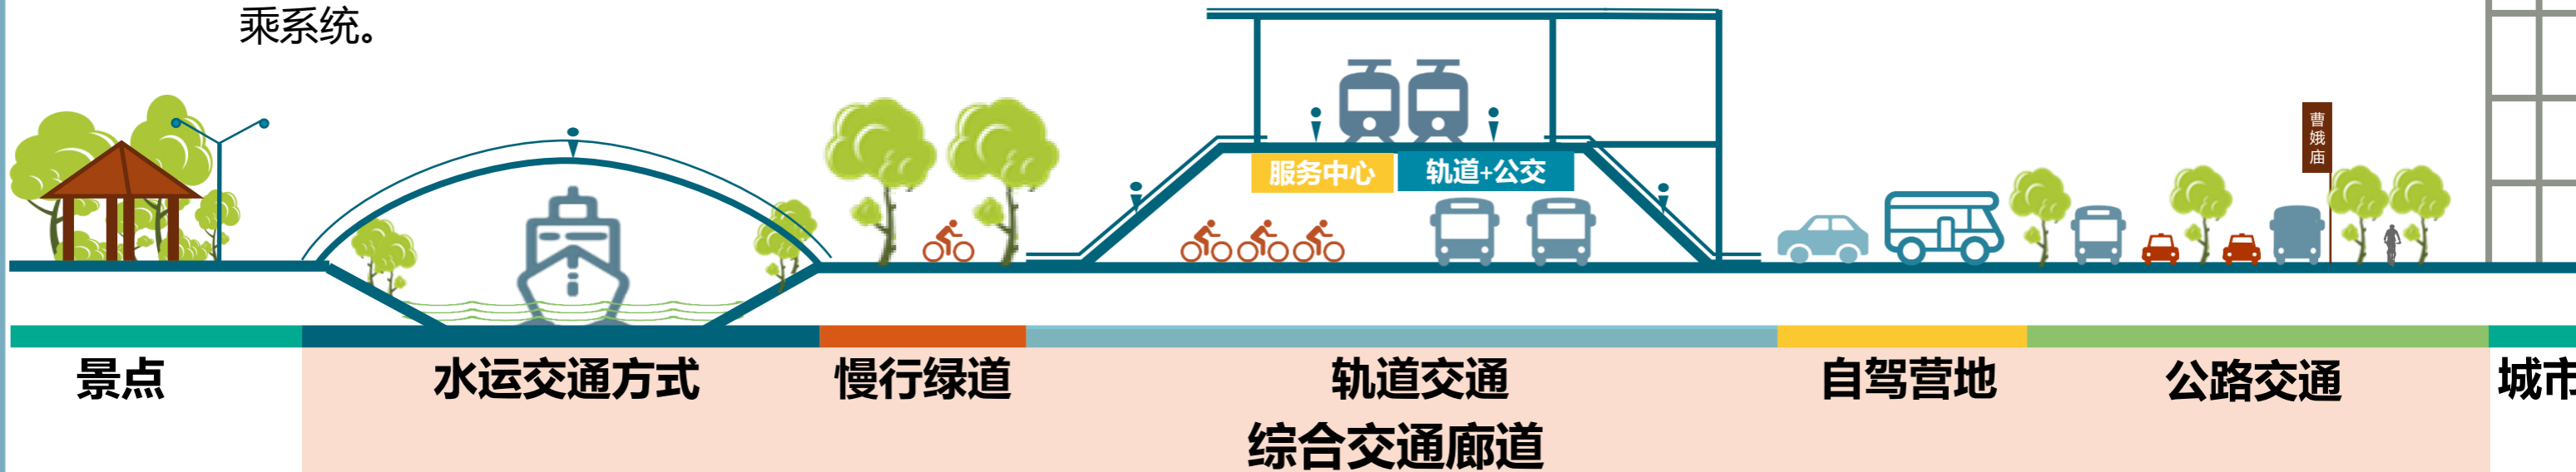 乘系统。
曹娥庙
服务中心
轨道+公交
景点
水运交通方式
慢行绿道
轨道交通
自驾营地
公路交通
城市
综合交通廊道